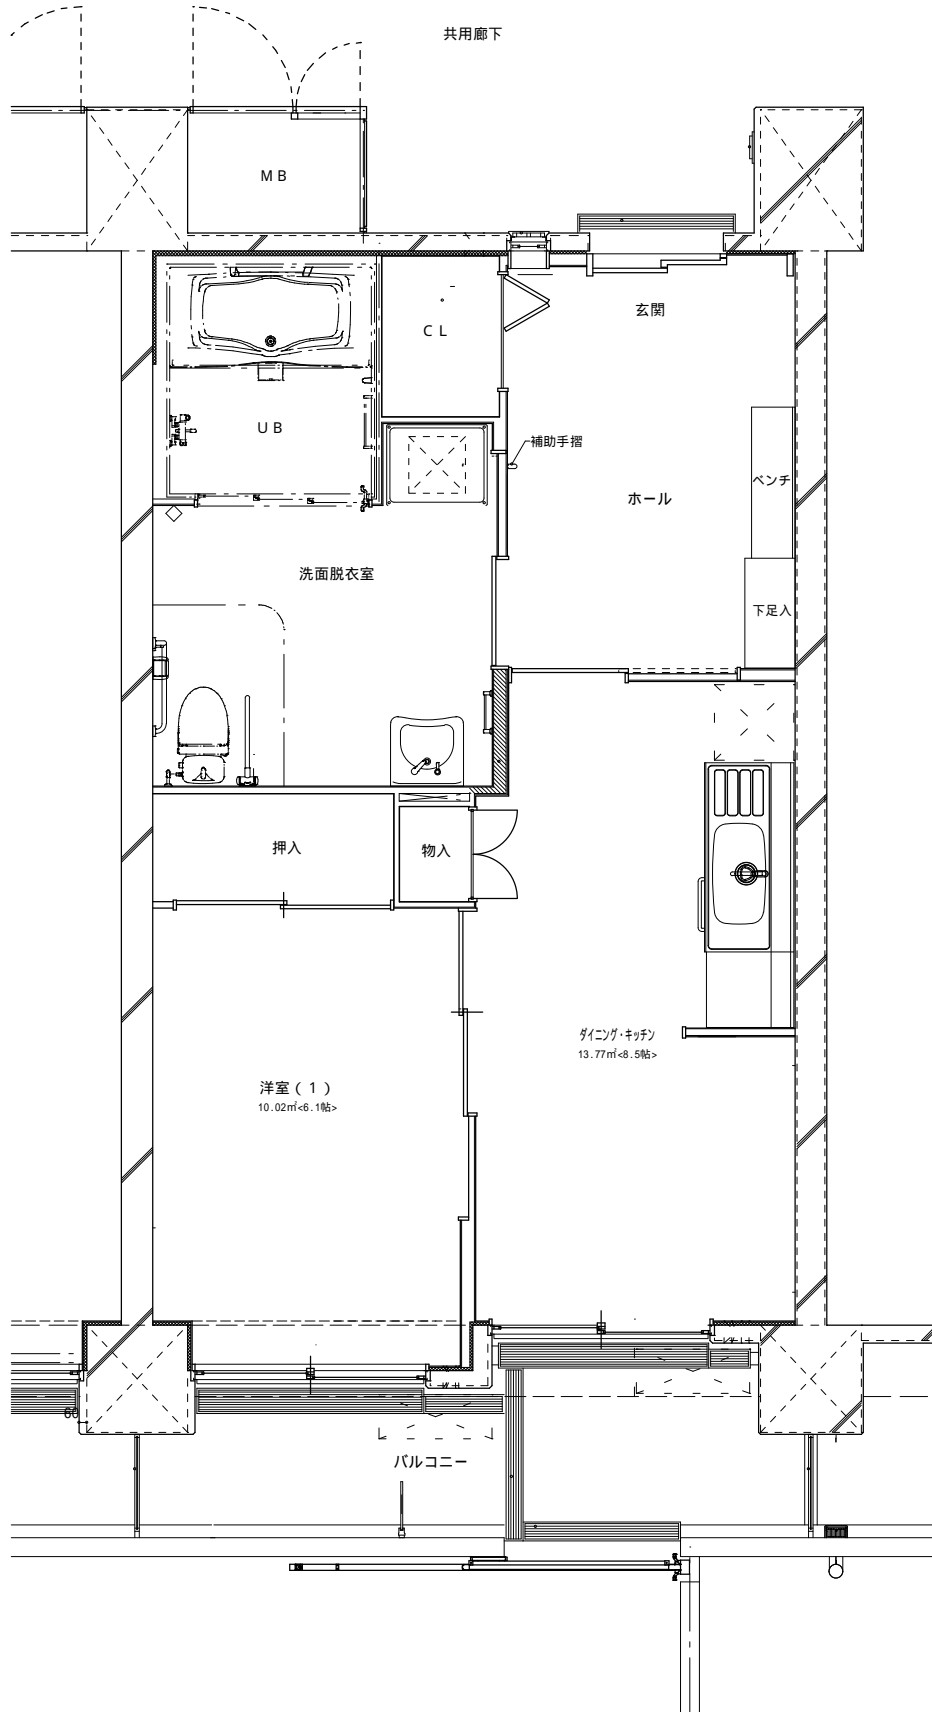 共用廊下
MB
玄関
CL
UB
補助手摺
ベンチ
ホール
洗面脱衣室
下足入
押入
物入
ダイニング・キッチン
13.77㎡<8.5帖>
洋室(1)
10.02㎡<6.1帖>
60
バルコニー